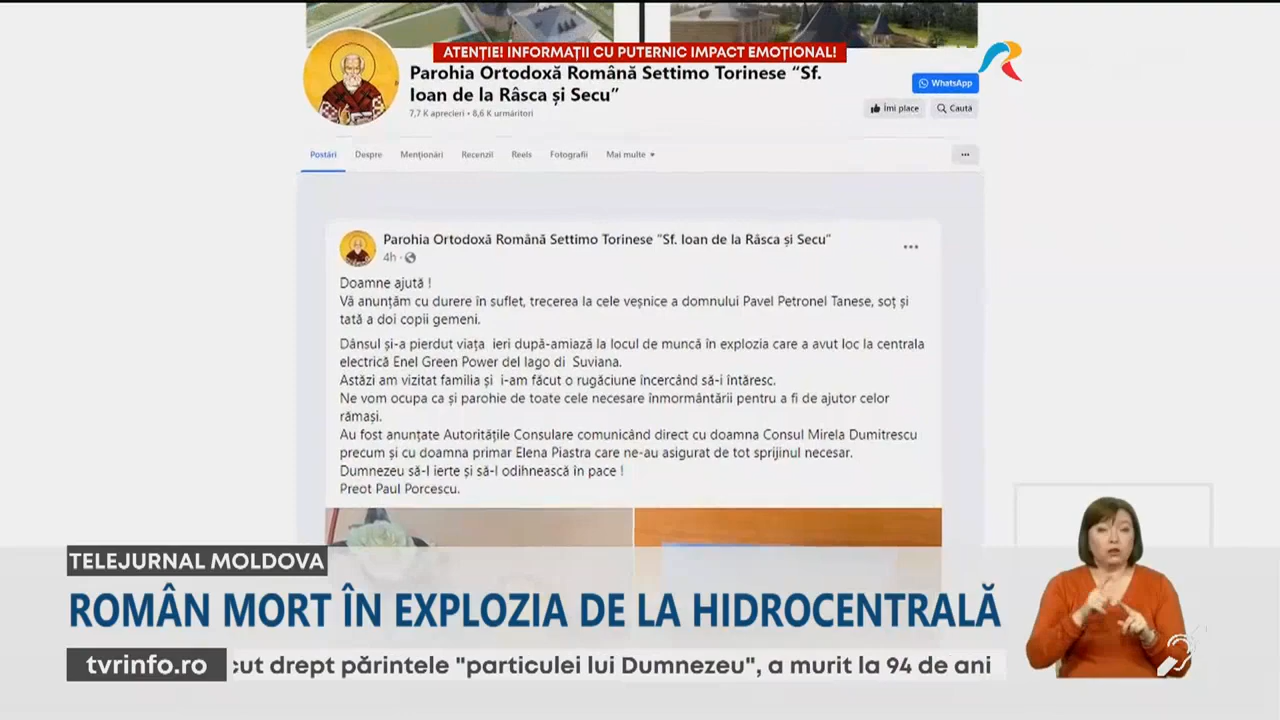 ATENȚIE! INFORMAȚII CU PUTERNIC IMPACT EMOȚIONAL!
Parohia Ortodoxă Română Settimo Torinese “Sf.
Ioan de la Râsca și Secu”
7,7 K aprecieri • 8,6 K urmăritori
WhatsApp
Îmi place
Caută
Postări
Despre
Menționări
Recenzii
Reels
Fotografii
Mai multe
Parohia Ortodoxă Română Settimo Torinese “Sf. Ioan de la Râsca și Secu”
4h
Doamne ajută !
Vă anunțăm cu durere în suflet, trecerea la cele veșnice a domnului Pavel Petronel Tanese, soț și
tată a doi copii gemeni.
Dânsul și-a pierdut viața ieri după-amiază la locul de muncă în explozia care a avut loc la centrala
electrică Enel Green Power del lago di Suviana.
Astăzi am vizitat familia și i-am făcut o rugăciune încercând să-i întăresc.
Ne vom ocupa ca și parohie de toate cele necesare înmormântării pentru a fi de ajutor celor
rămași.
Au fost anunțate Autoritățile Consulare comunicând direct cu doamna Consul Mirela Dumitrescu
precum și cu doamna primar Elena Piastra care ne-au asigurat de tot sprijinul necesar.
Dumnezeu să-l ierte și să-l odihnească în pace !
Preot Paul Porcescu.
TELEJURNAL MOLDOVA
ROMÂN MORT ÎN EXPLOZIA DE LA HIDROCENTRALĂ
tvrinfo.ro
cut drept părintele "particulei lui Dumnezeu", a murit la 94 de ani